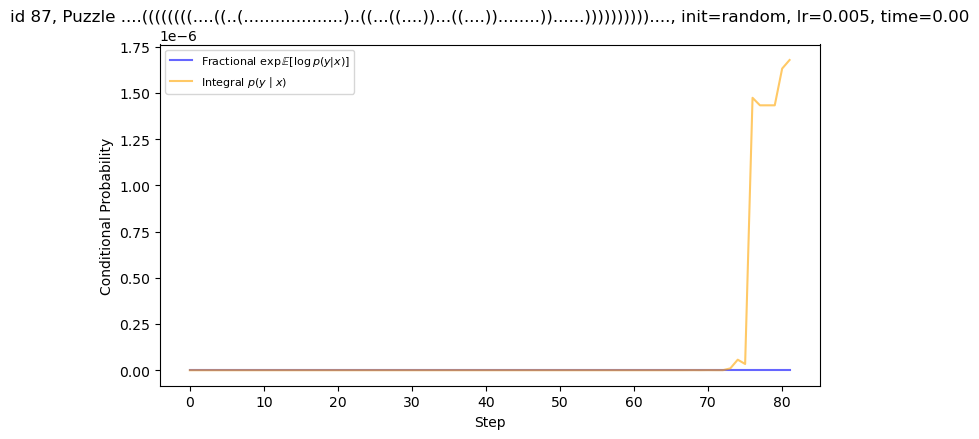 id 87, Puzzle ....((((((((....((..(....................)..((...((....))...((....))........))......))))))))))...., init=random, lr=0.005, time=0.00
1e−6
1.75
1.50
1.25
1.00
0.75
0.50
0.25
0.00
Conditional Probability
Fractional exp𝔼[log p(y|x)]
Integral p(y | x)
0 10 20 30 40 50 60 70 80
Step